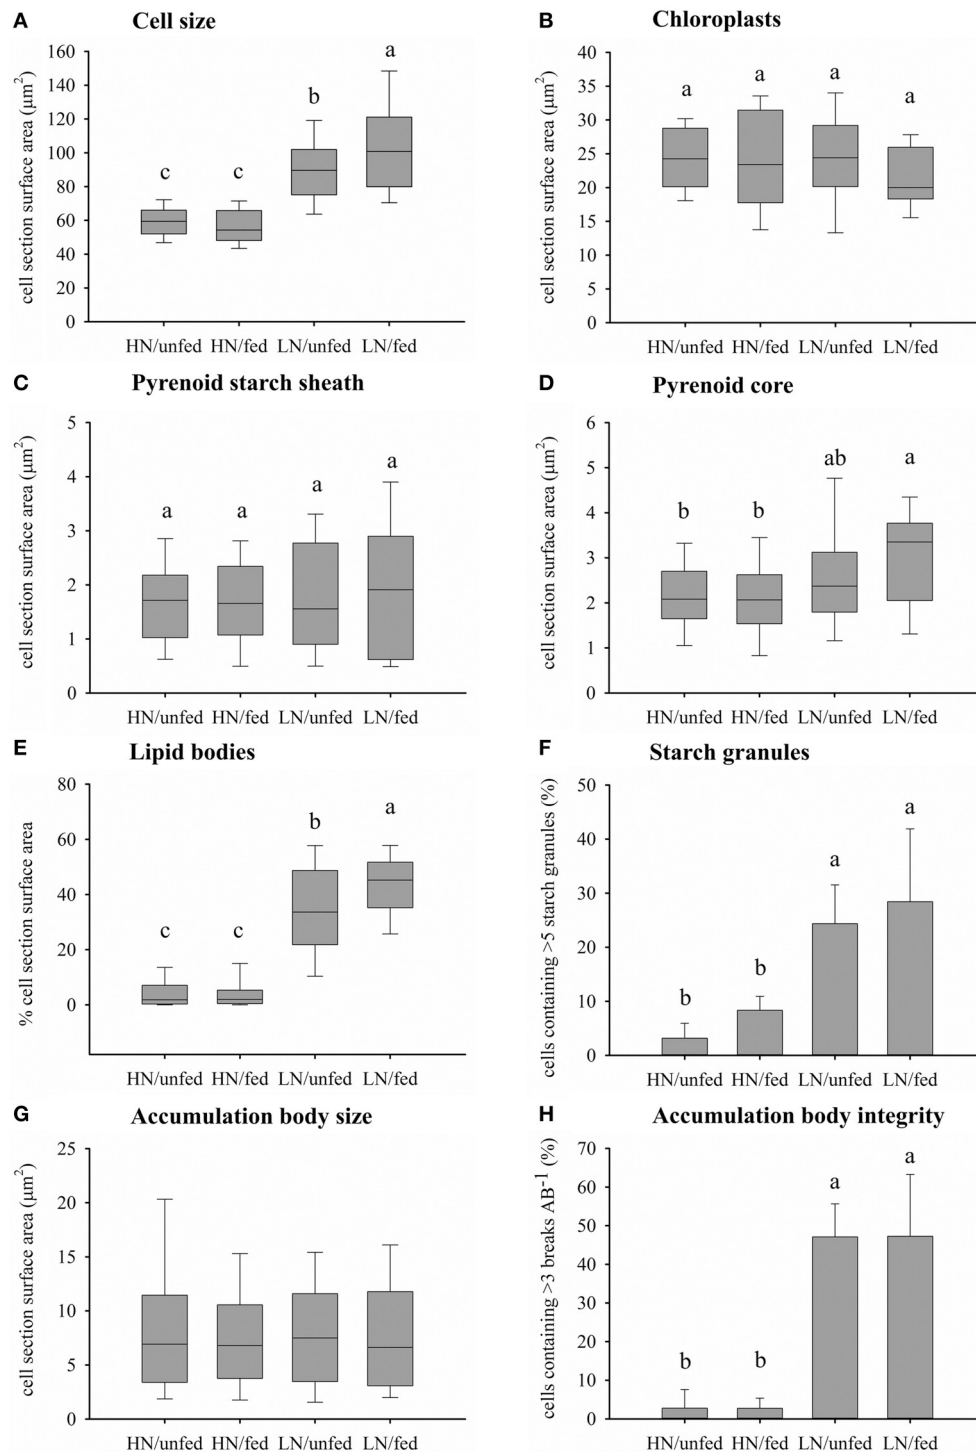 A Cell size
cell section surface area (µm²)
160
140
120
100
80
60
40
20
0
c c b a
HN/unfed HN/fed LN/unfed LN/fed
B Chloroplasts
cell section surface area (µm²)
40
35
30
25
20
15
10
5
0
a a a a
HN/unfed HN/fed LN/unfed LN/fed
C Pyrenoid starch sheath
cell section surface area (µm²)
5
4
3
2
1
0
a a a a
HN/unfed HN/fed LN/unfed LN/fed
D Pyrenoid core
cell section surface area (µm²)
6
5
4
3
2
1
0
b b ab a
HN/unfed HN/fed LN/unfed LN/fed
E Lipid bodies
% cell section surface area
80
60
40
20
0
c c b a
HN/unfed HN/fed LN/unfed LN/fed
F Starch granules
cells containing >5 starch granules (%)
50
40
30
20
10
0
b b a a
HN/unfed HN/fed LN/unfed LN/fed
G Accumulation body size
cell section surface area (µm²)
25
20
15
10
5
0
HN/unfed HN/fed LN/unfed LN/fed
H Accumulation body integrity
cells containing >3 breaks AB⁻¹ (%)
70
60
50
40
30
20
10
0
b b a a
HN/unfed HN/fed LN/unfed LN/fed